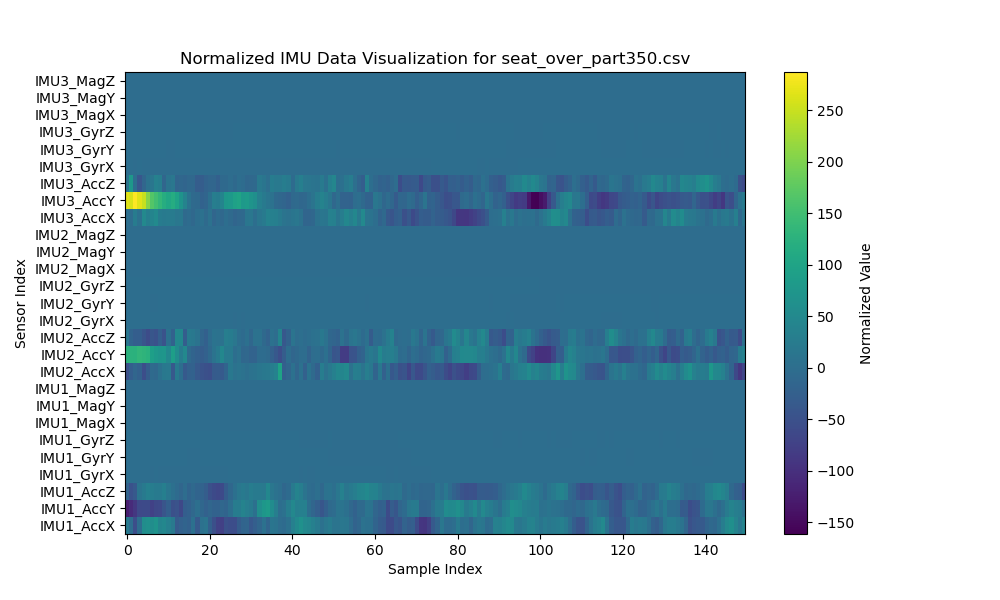 Normalized IMU Data Visualization for seat_over_part350.csv
IMU3_MagZ
IMU3_MagY
IMU3_MagX
IMU3_GyrZ
IMU3_GyrY
IMU3_GyrX
IMU3_AccZ
IMU3_AccY
IMU3_AccX
IMU2_MagZ
IMU2_MagY
IMU2_MagX
IMU2_GyrZ
IMU2_GyrY
IMU2_GyrX
IMU2_AccZ
IMU2_AccY
IMU2_AccX
IMU1_MagZ
IMU1_MagY
IMU1_MagX
IMU1_GyrZ
IMU1_GyrY
IMU1_GyrX
IMU1_AccZ
IMU1_AccY
IMU1_AccX
Sensor Index
0 20 40 60 80 100 120 140
Sample Index
250
200
150
100
50
0
−50
−100
−150
Normalized Value